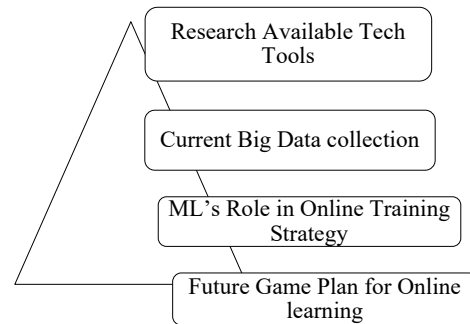 Research Available Tech
Tools
Current Big Data collection
ML’s Role in Online Training
Strategy
Future Game Plan for Online
learning